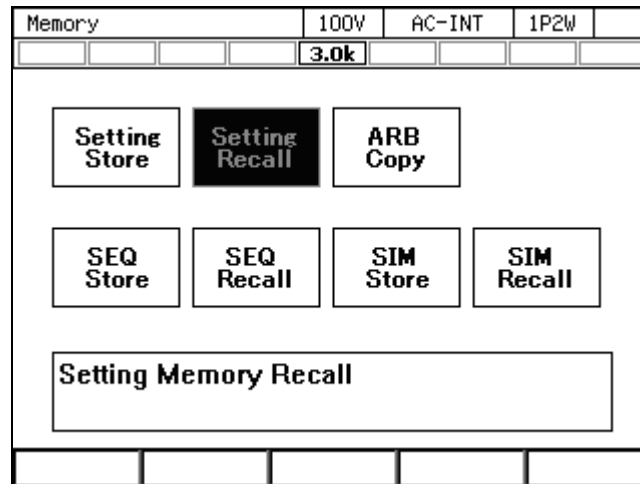 Memory 100V AC-INT 1P2W
3.0k
Setting
Store
Setting
Recall
ARB
Copy
SEQ
Store
SEQ
Recall
SIM
Store
SIM
Recall
Setting Memory Recall